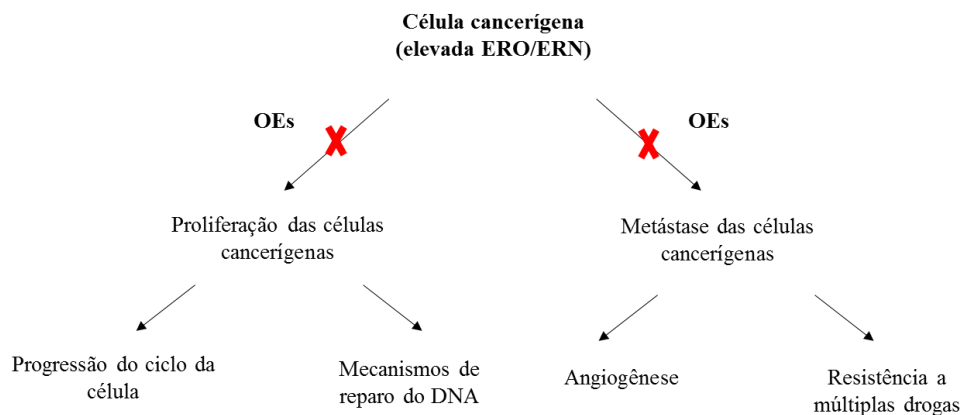 Célula cancerígena
(elevada ERO/ERN)
OEs
OEs
Proliferação das células
cancerígenas
Metástase das células
cancerígenas
Progressão do ciclo da
célula
Mecanismos de
reparo do DNA
Angiogênese
Resistência a
múltiplas drogas